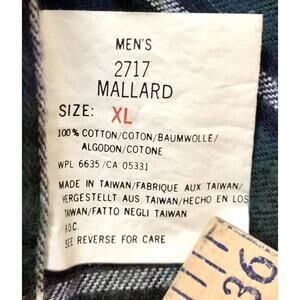 MEN'S
2717
MALLARD
SIZE: XL
100% COTTON/COTON/BAUMWOLLE/
ALGODON/COTONE
WPL 6635/CA 05331
MADE IN TAIWAN/FABRIQUE AUX TAIWAN/
VERGESTELLT AUS TAIWAN/HECHO EN LOS
TAIWAN/FATTO NEGLI TAIWAN
R.O.C.
SEE REVERSE FOR CARE
36